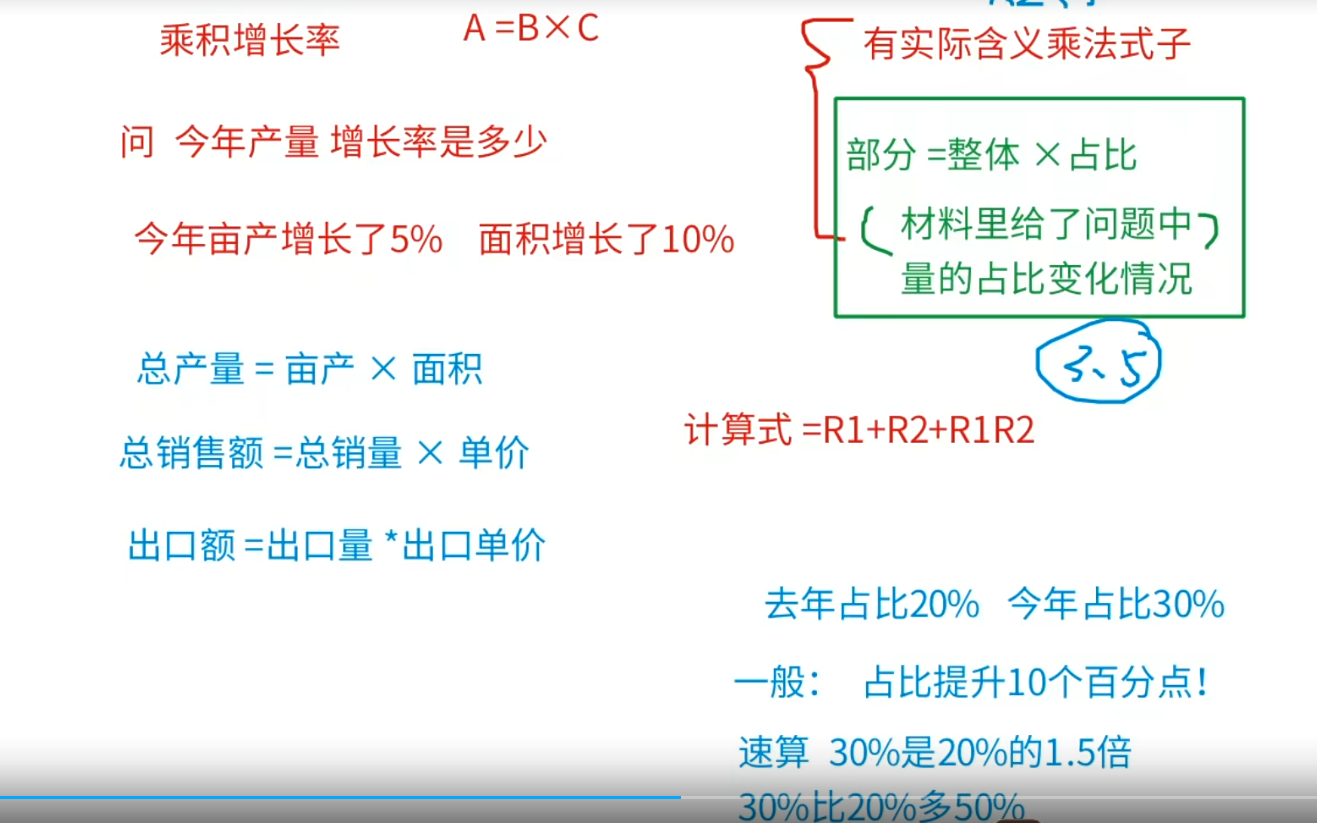 乘积增长率
A =B×C
有实际含义乘法式子
问 今年产量 增长率是多少
部分 =整体 ×占比
今年亩产增长了5% 面积增长了10%
(材料里给了问题中)
量的占比变化情况
总产量 = 亩产 × 面积
计算式 =R1+R2+R1R2
总销售额 =总销量 × 单价
出口额 =出口量 *出口单价
去年占比20% 今年占比30%
一般： 占比提升10个百分点！
速算 30%是20%的1.5倍
30%比20%多50%